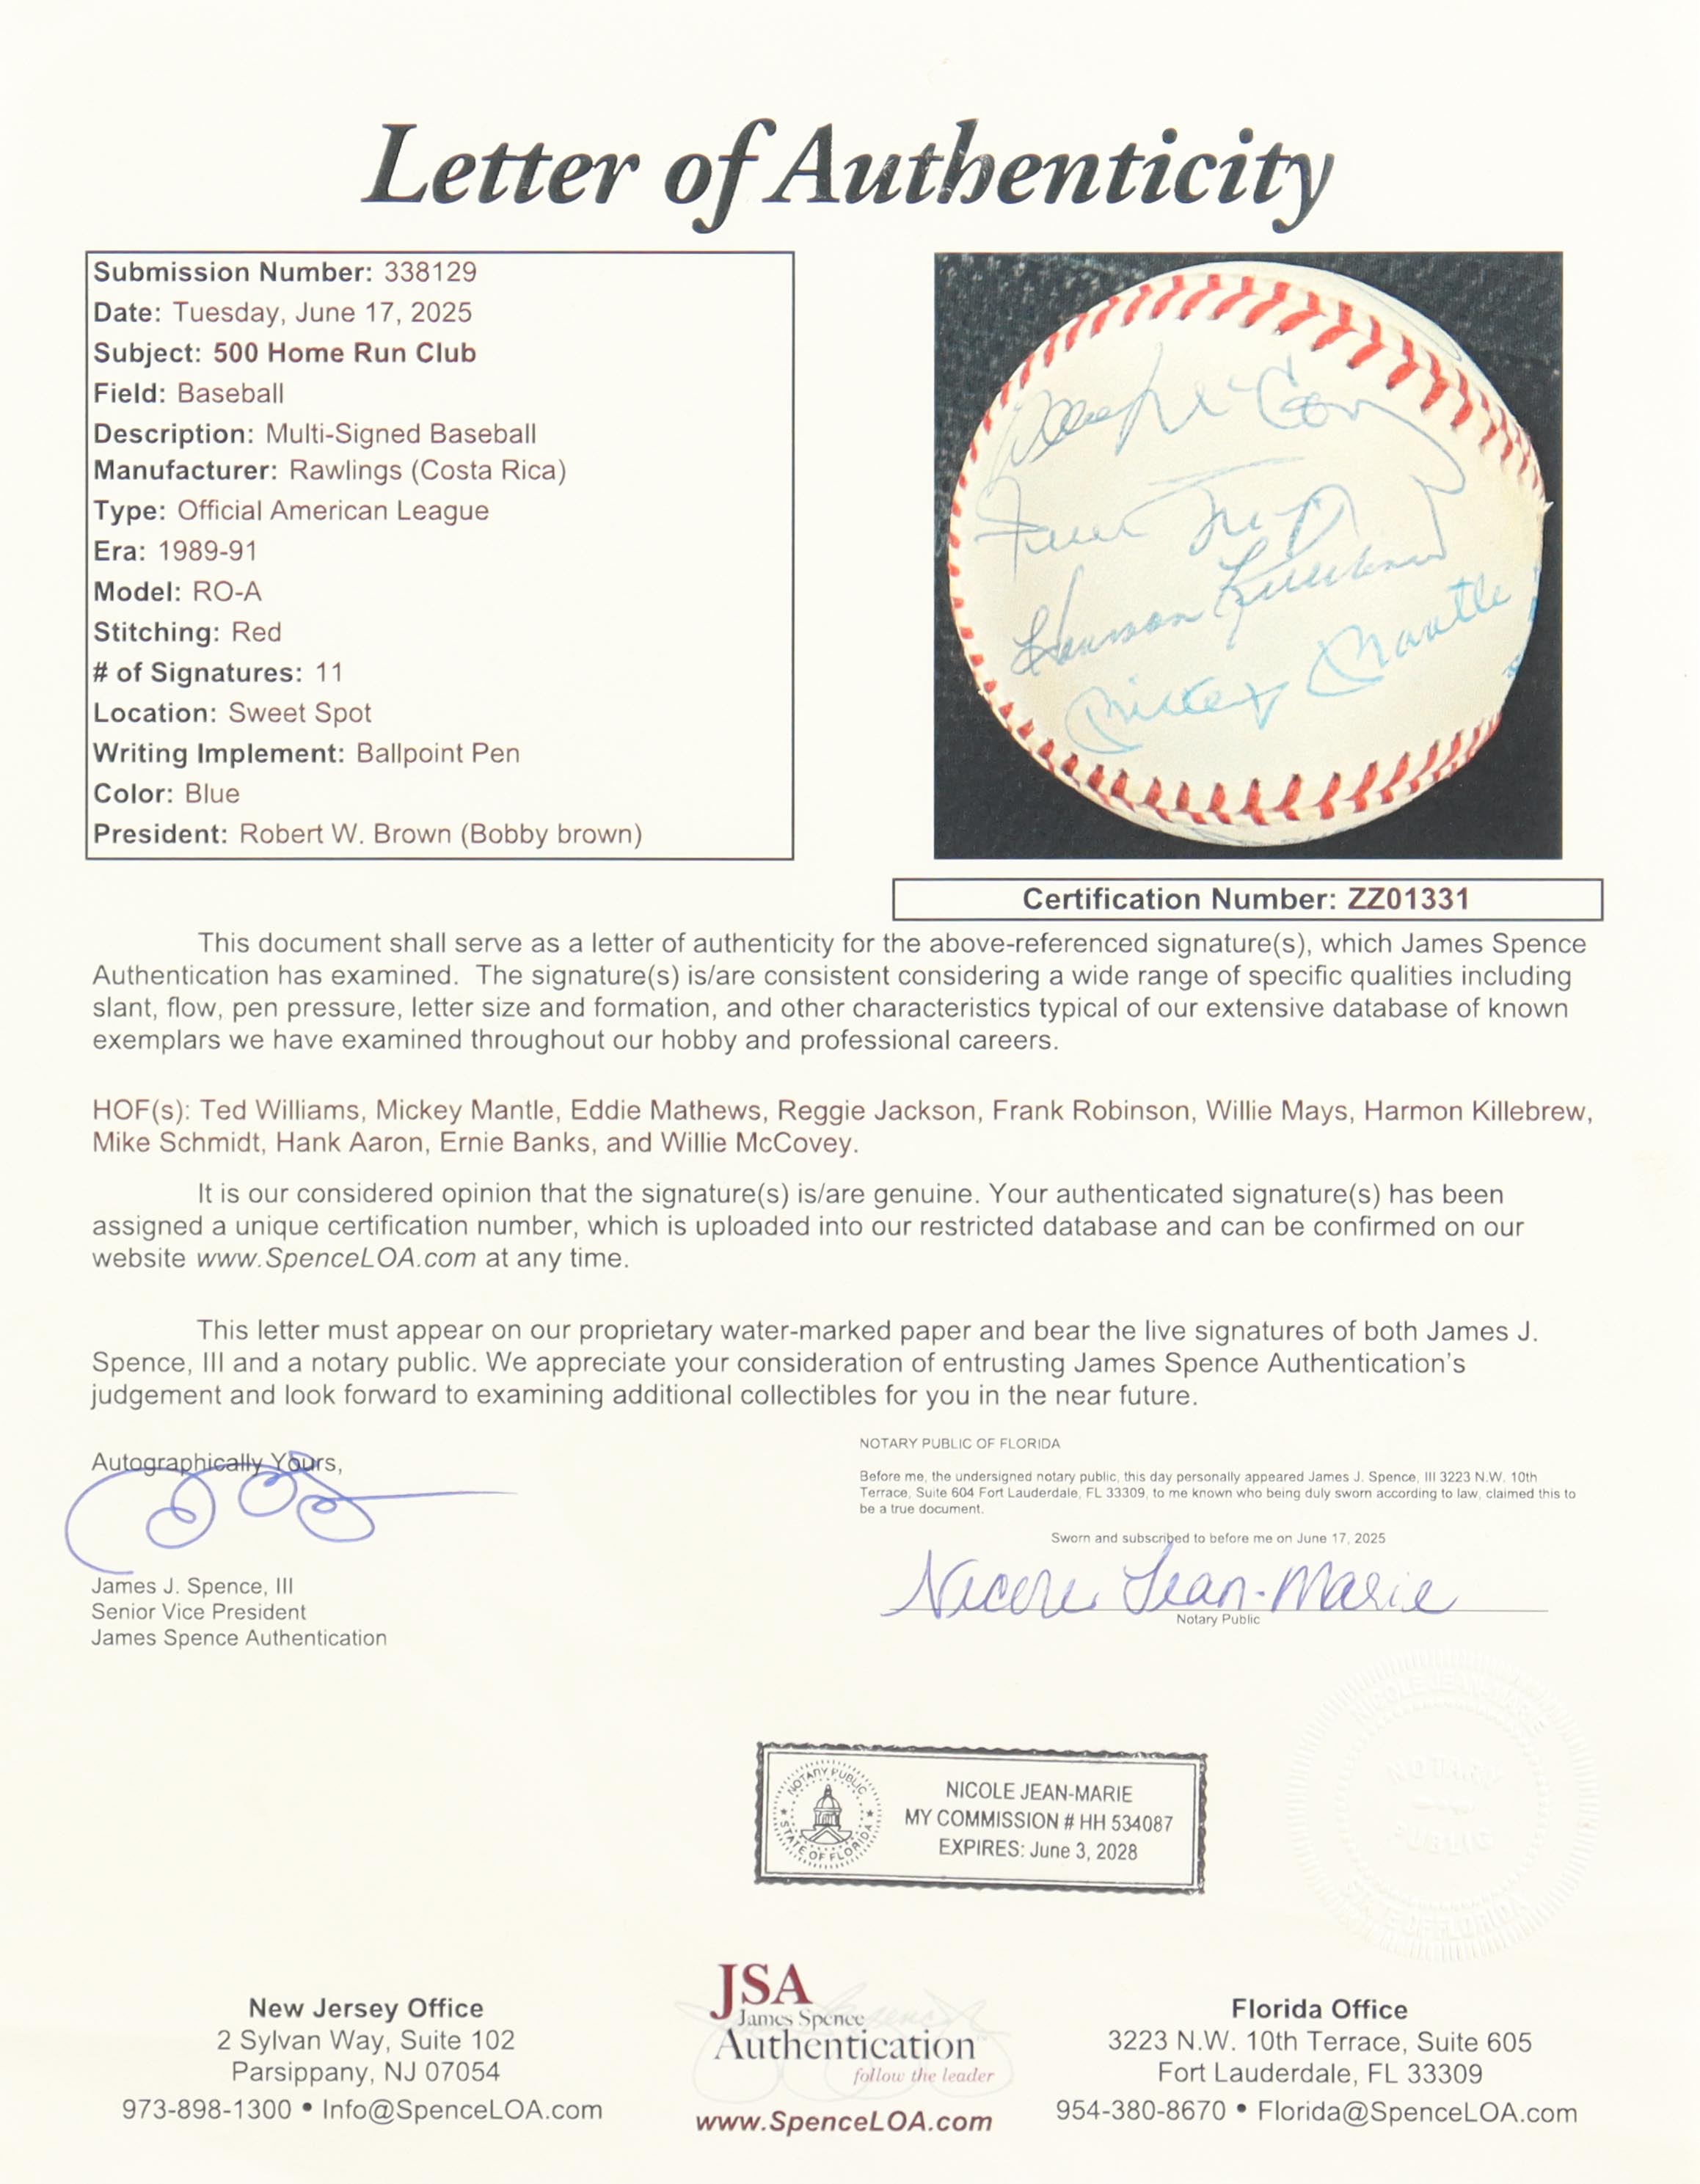 Letter of Authenticity
Submission Number: 338129
Date: Tuesday, June 17, 2025
Subject: 500 Home Run Club
Field: Baseball
Description: Multi-Signed Baseball
Manufacturer: Rawlings (Costa Rica)
Type: Official American League
Era: 1989-91
Model: RO-A
Stitching: Red
# of Signatures: 11
Location: Sweet Spot
Writing Implement: Ballpoint Pen
Color: Blue
President: Robert W. Brown (Bobby brown)
Willie McCovey
Harmon Killebrew
Mickey Mantle
Certification Number: ZZ01331
This document shall serve as a letter of authenticity for the above-referenced signature(s), which James Spence
Authentication has examined. The signature(s) is/are consistent considering a wide range of specific qualities including
slant, flow, pen pressure, letter size and formation, and other characteristics typical of our extensive database of known
exemplars we have examined throughout our hobby and professional careers.
HOF(s): Ted Williams, Mickey Mantle, Eddie Mathews, Reggie Jackson, Frank Robinson, Willie Mays, Harmon Killebrew,
Mike Schmidt, Hank Aaron, Ernie Banks, and Willie McCovey.
It is our considered opinion that the signature(s) is/are genuine. Your authenticated signature(s) has been
assigned a unique certification number, which is uploaded into our restricted database and can be confirmed on our
website www.SpenceLOA.com at any time.
This letter must appear on our proprietary water-marked paper and bear the live signatures of both James J.
Spence, III and a notary public. We appreciate your consideration of entrusting James Spence Authentication's
judgement and look forward to examining additional collectibles for you in the near future.
Autographically Yours,
James J. Spence, III
Senior Vice President
James Spence Authentication
NOTARY PUBLIC OF FLORIDA
Before me, the undersigned notary public, this day personally appeared James J. Spence, III 3223 N.W. 10th
Terrace, Suite 604 Fort Lauderdale, FL 33309, to me known who being duly sworn according to law, claimed this to
be a true document.
Sworn and subscribed to before me on June 17, 2025
Nicole Jean-Marie
Notary Public
NOTARY PUBLIC
STATE OF FLORIDA
NICOLE JEAN-MARIE
MY COMMISSION # HH 534087
EXPIRES: June 3, 2028
NICOLE JEAN-MARIE
NOTARY
PUBLIC
STATE OF FLORIDA
New Jersey Office
2 Sylvan Way, Suite 102
Parsippany, NJ 07054
973-898-1300 • Info@SpenceLOA.com
JSA
James Spence
Authentication
follow the leader
www.SpenceLOA.com
Florida Office
3223 N.W. 10th Terrace, Suite 605
Fort Lauderdale, FL 33309
954-380-8670 • Florida@SpenceLOA.com